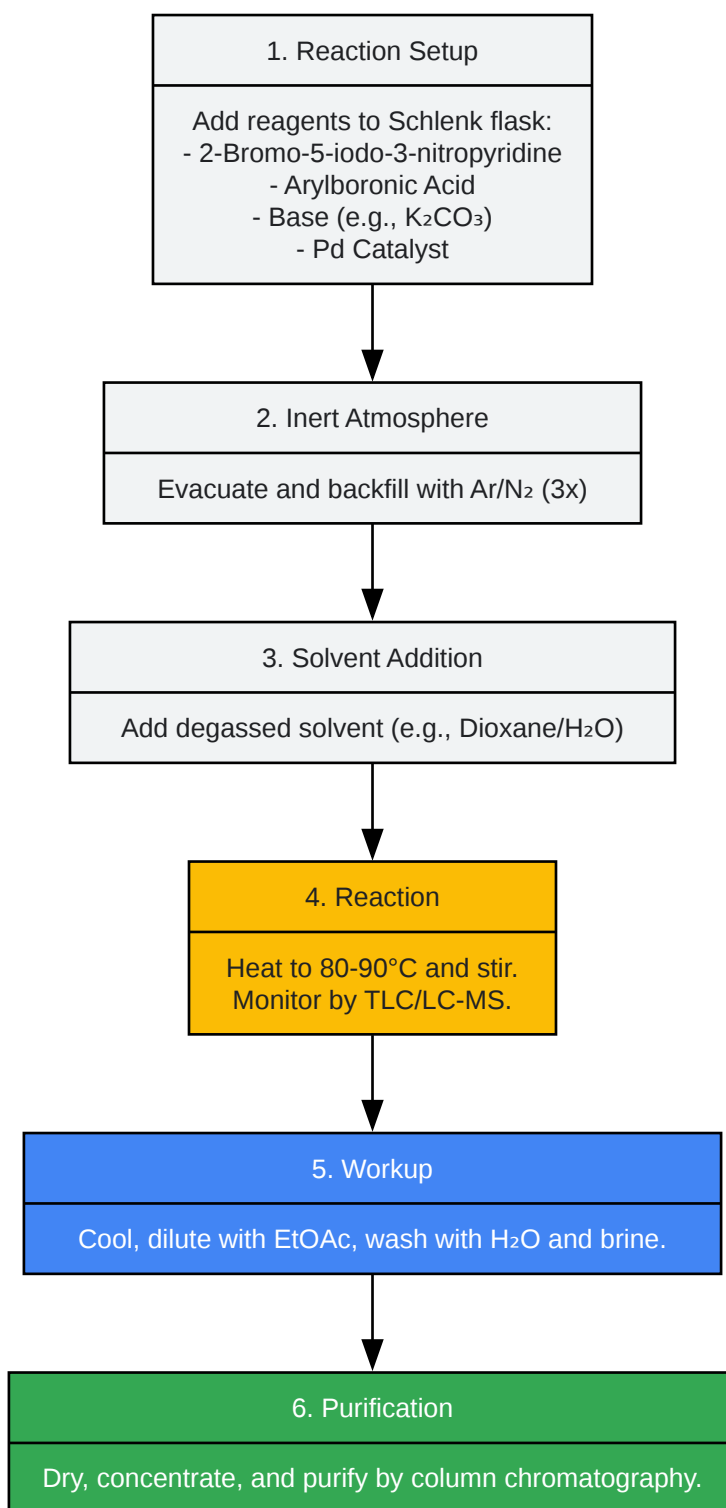 1. Reaction Setup
Add reagents to Schlenk flask:
- 2-Bromo-5-iodo-3-nitropyridine
- Arylboronic Acid
- Base (e.g., K₂CO₃)
- Pd Catalyst
2. Inert Atmosphere
Evacuate and backfill with Ar/N₂ (3x)
3. Solvent Addition
Add degassed solvent (e.g., Dioxane/H₂O)
4. Reaction
Heat to 80-90°C and stir.
Monitor by TLC/LC-MS.
5. Workup
Cool, dilute with EtOAc, wash with H₂O and brine.
6. Purification
Dry, concentrate, and purify by column chromatography.